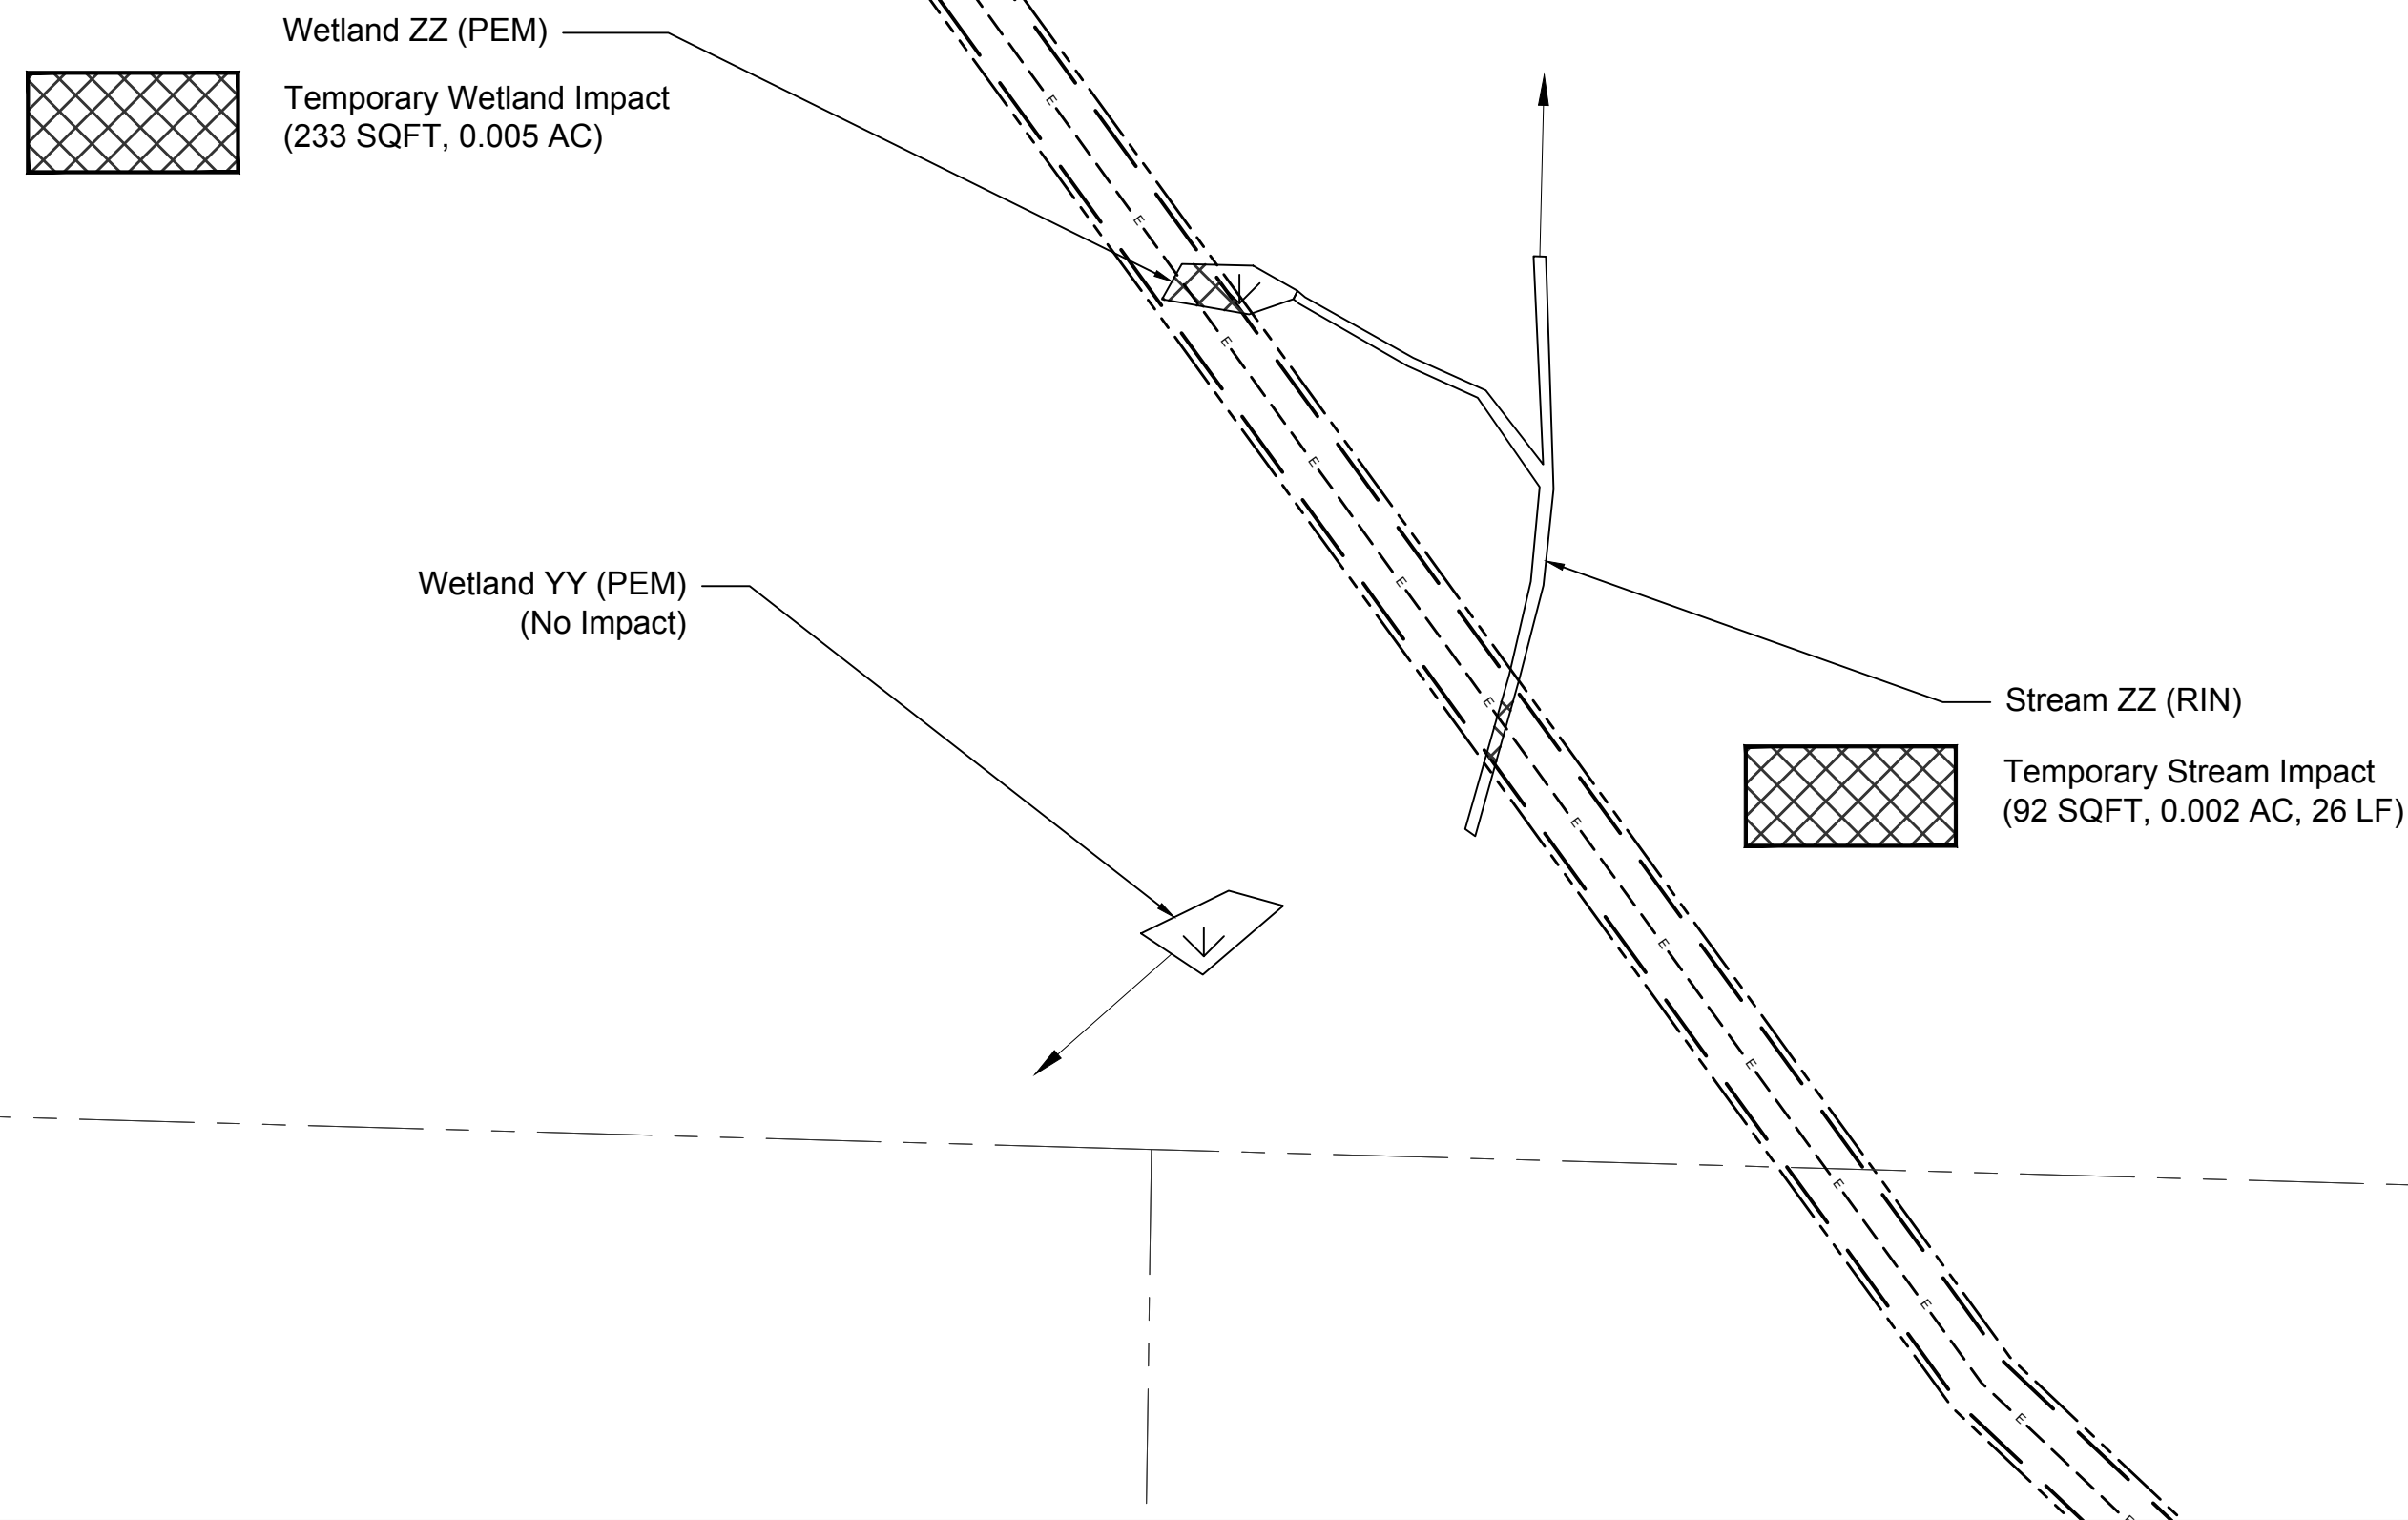 Wetland ZZ (PEM)
Temporary Wetland Impact
(233 SQFT, 0.005 AC)
E
E
E
E
E
Wetland YY (PEM)
(No Impact)
E
Stream ZZ (RIN)
Temporary Stream Impact
(92 SQFT, 0.002 AC, 26 LF)
E
E
E
E
E
E
E